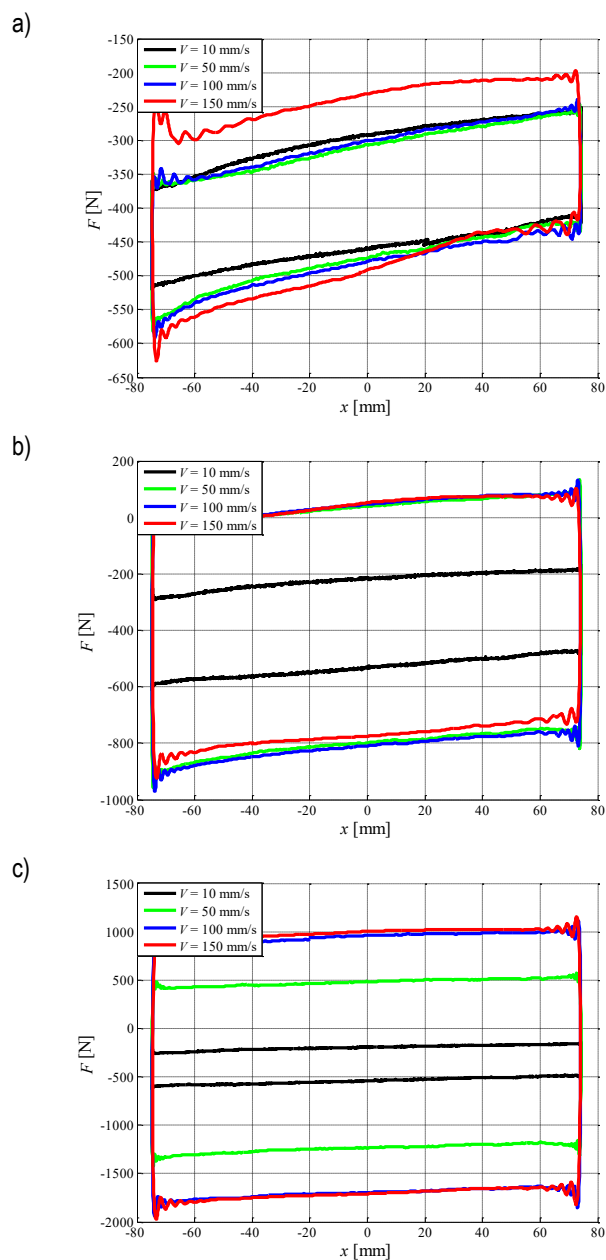 a)
-150
-200
-250
-300
-350
-400
-450
-500
-550
-600
-650
F [N]
V = 10 mm/s
V = 50 mm/s
V = 100 mm/s
V = 150 mm/s
-80 -60 -40 -20 0 20 40 60 80
x [mm]
b)
200
0
-200
-400
-600
-800
-1000
F [N]
V = 10 mm/s
V = 50 mm/s
V = 100 mm/s
V = 150 mm/s
-80 -60 -40 -20 0 20 40 60 80
x [mm]
c)
1500
1000
500
0
-500
-1000
-1500
-2000
F [N]
V = 10 mm/s
V = 50 mm/s
V = 100 mm/s
V = 150 mm/s
-80 -60 -40 -20 0 20 40 60 80
x [mm]